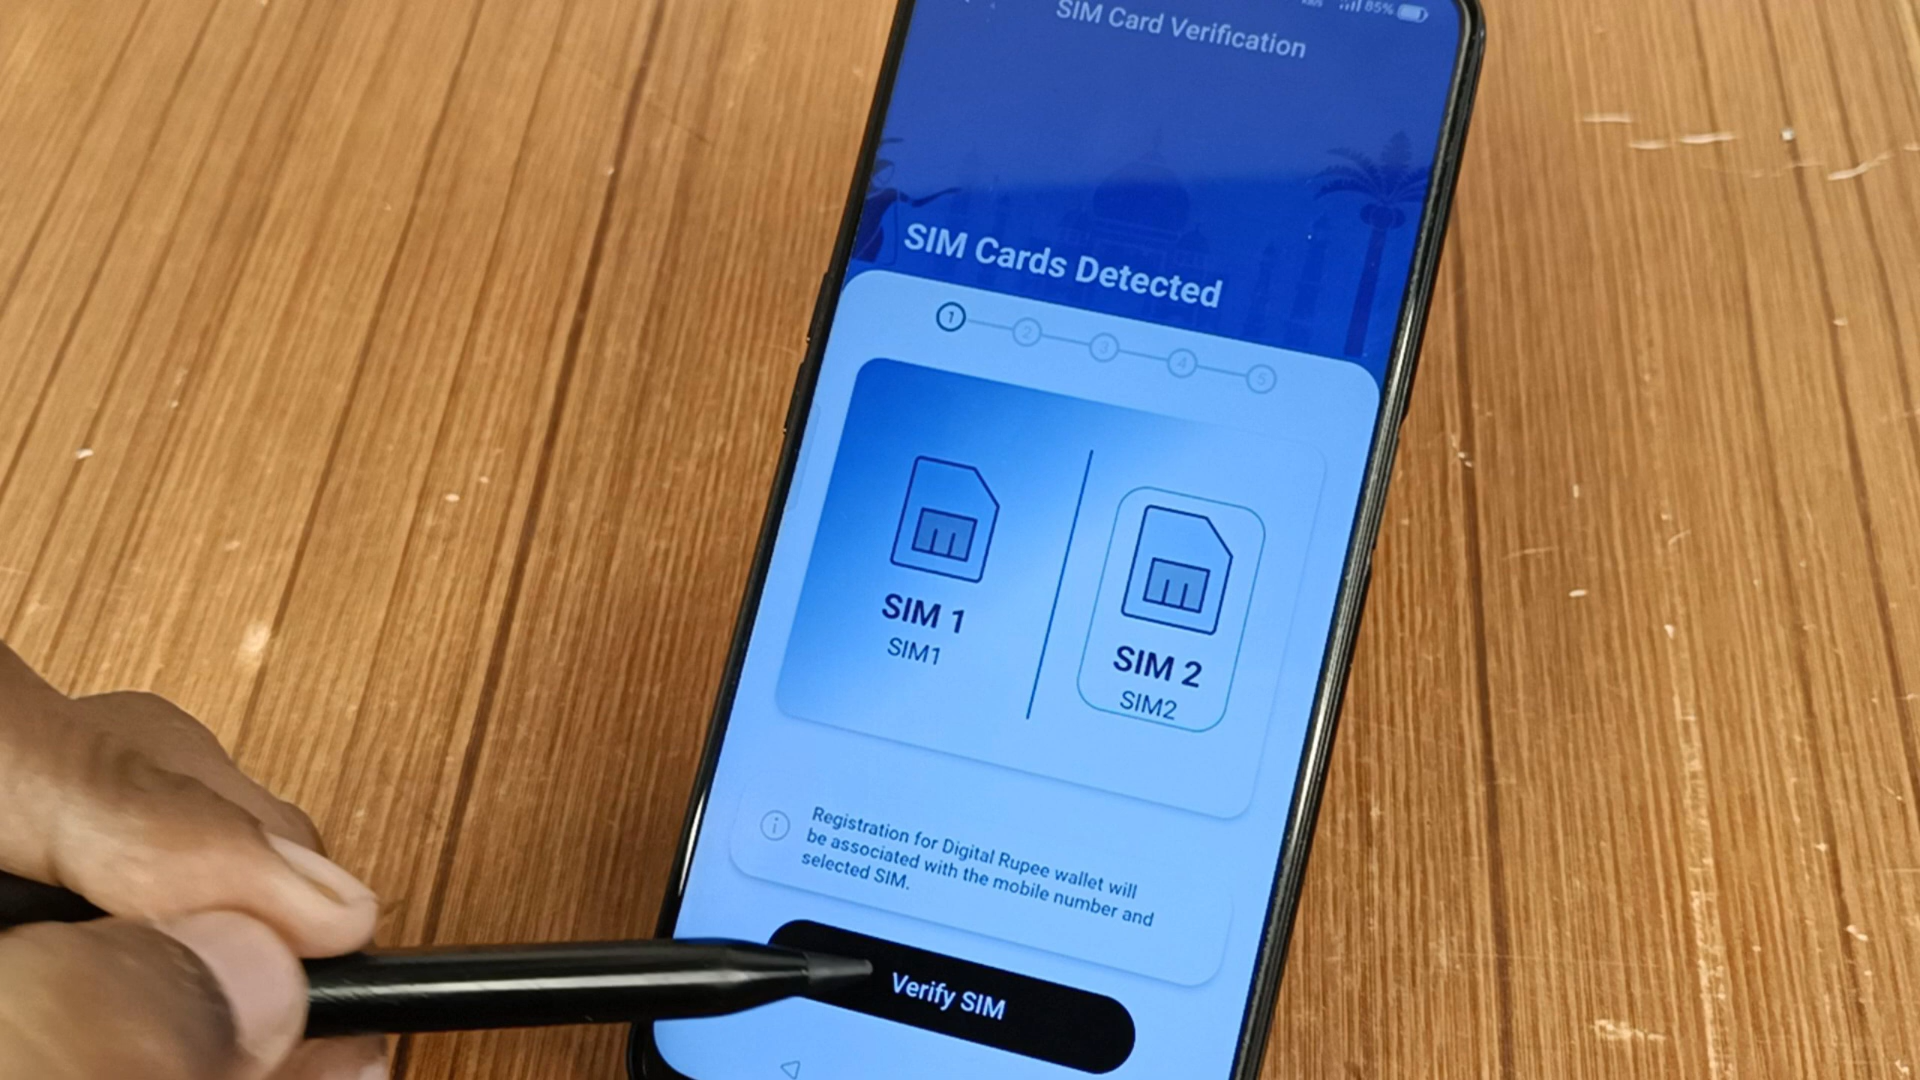 85%
SIM Card Verification
SIM Cards Detected
1 2 3 4 5
SIM 1
SIM1
SIM 2
SIM2
Registration for Digital Rupee wallet will
be associated with the mobile number and
selected SIM.
Verify SIM